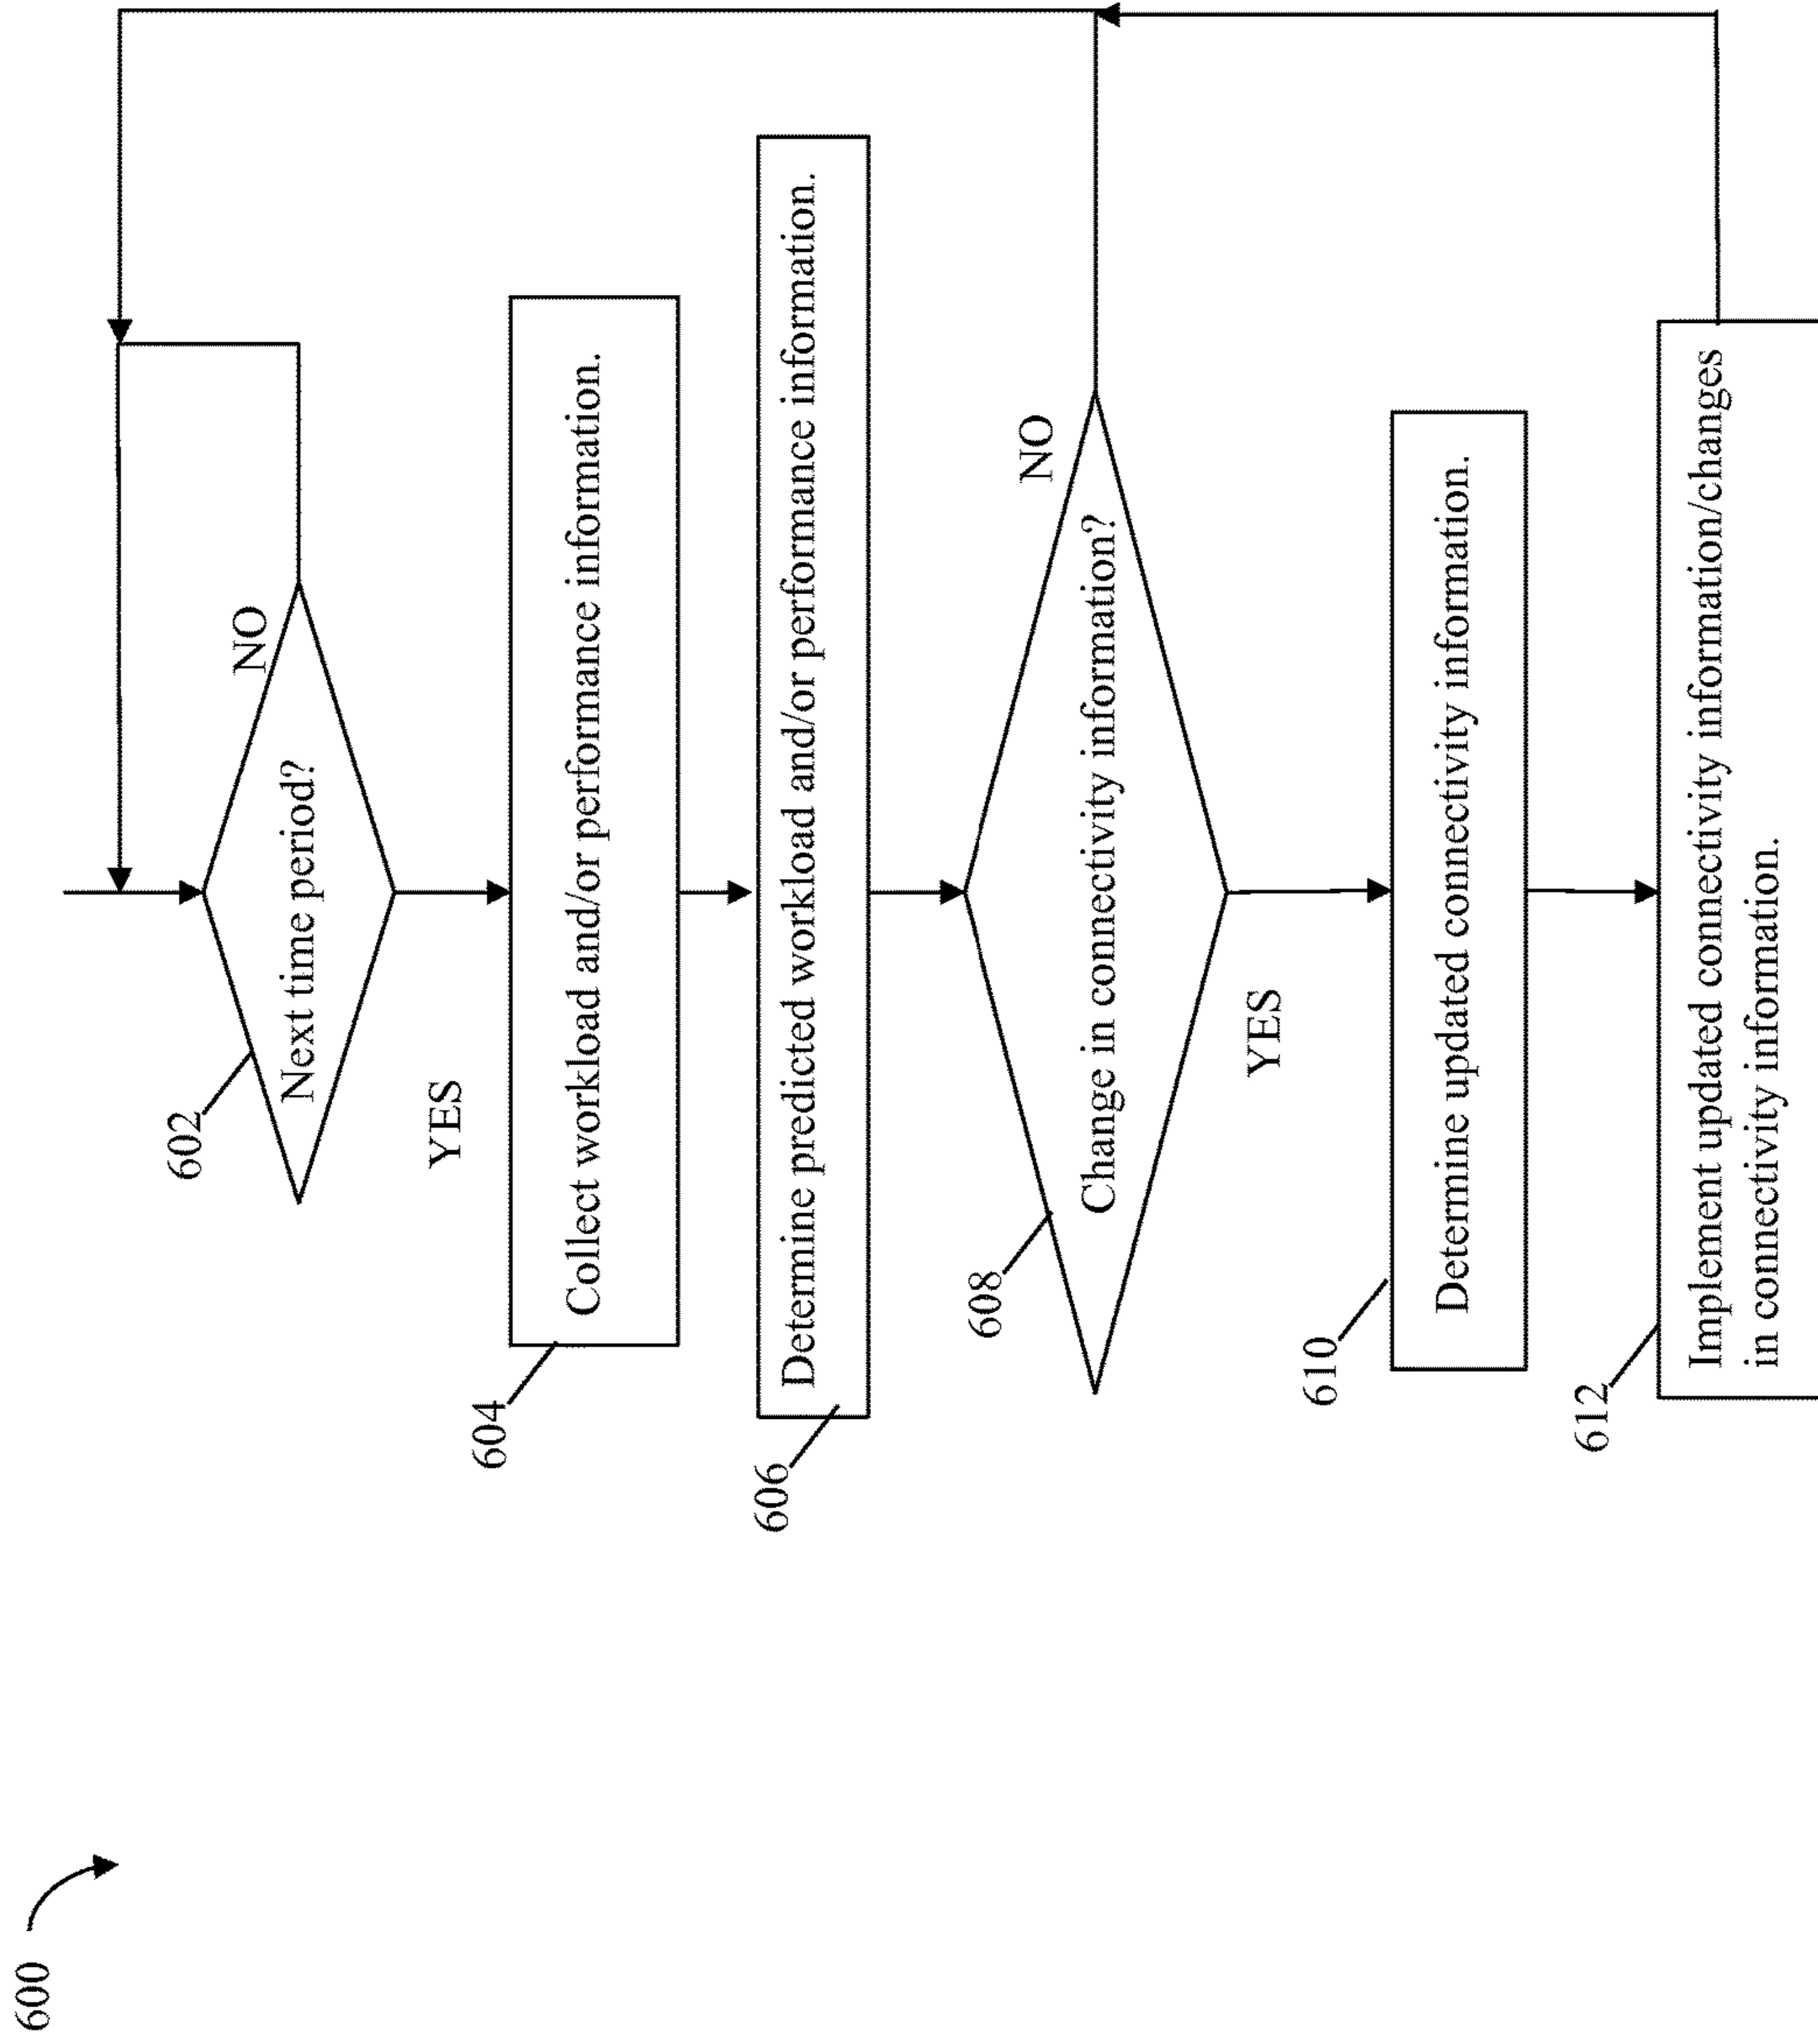 600
602
Next time period?
NO
YES
604
Collect workload and/or performance information.
606
Determine predicted workload and/or performance information.
608
Change in connectivity information?
NO
YES
610
Determine updated connectivity information.
612
Implement updated connectivity information/changes
in connectivity information.